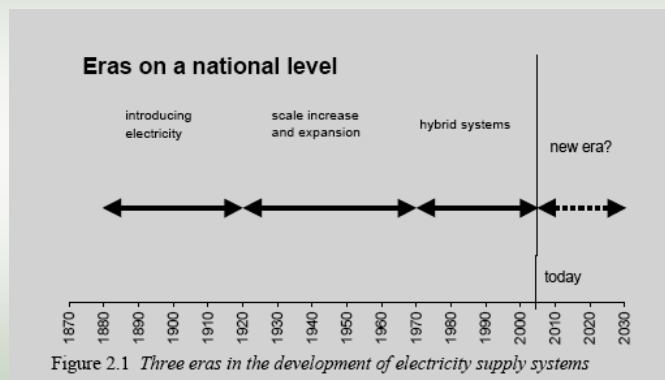 Eras on a national level
introducing
electricity
scale increase
and expansion
hybrid systems
new era?
today
1870
1880
1890
1900
1910
1920
1930
1940
1950
1960
1970
1980
1990
2000
2010
2020
2030
Figure 2.1 Three eras in the development of electricity supply systems